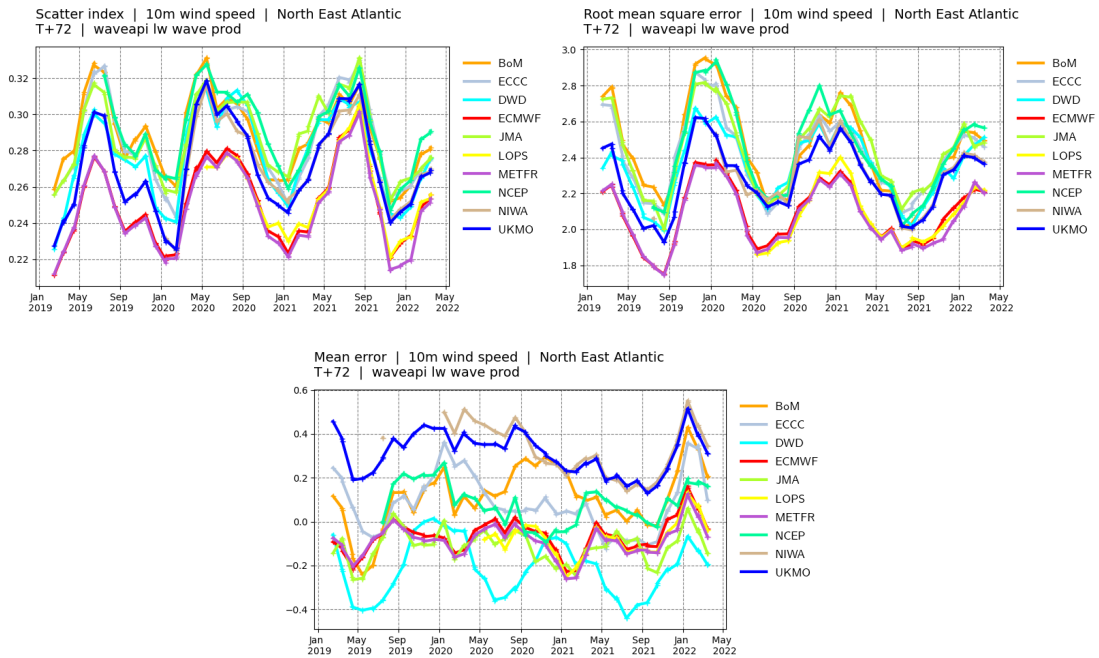 Scatter index  |  10m wind speed  |  North East Atlantic
T+72  |  waveapi lw wave prod
0.32
0.30
0.28
0.26
0.24
0.22
Jan 2019 May 2019 Sep 2019 Jan 2020 May 2020 Sep 2020 Jan 2021 May 2021 Sep 2021 Jan 2022 May 2022
BoM
ECCC
DWD
ECMWF
JMA
LOPS
METFR
NCEP
NIWA
UKMO
Root mean square error  |  10m wind speed  |  North East Atlantic
T+72  |  waveapi lw wave prod
3.0
2.8
2.6
2.4
2.2
2.0
1.8
Jan 2019 May 2019 Sep 2019 Jan 2020 May 2020 Sep 2020 Jan 2021 May 2021 Sep 2021 Jan 2022 May 2022
BoM
ECCC
DWD
ECMWF
JMA
LOPS
METFR
NCEP
NIWA
UKMO
Mean error  |  10m wind speed  |  North East Atlantic
T+72  |  waveapi lw wave prod
0.6
0.4
0.2
0.0
−0.2
−0.4
Jan 2019 May 2019 Sep 2019 Jan 2020 May 2020 Sep 2020 Jan 2021 May 2021 Sep 2021 Jan 2022 May 2022
BoM
ECCC
DWD
ECMWF
JMA
LOPS
METFR
NCEP
NIWA
UKMO